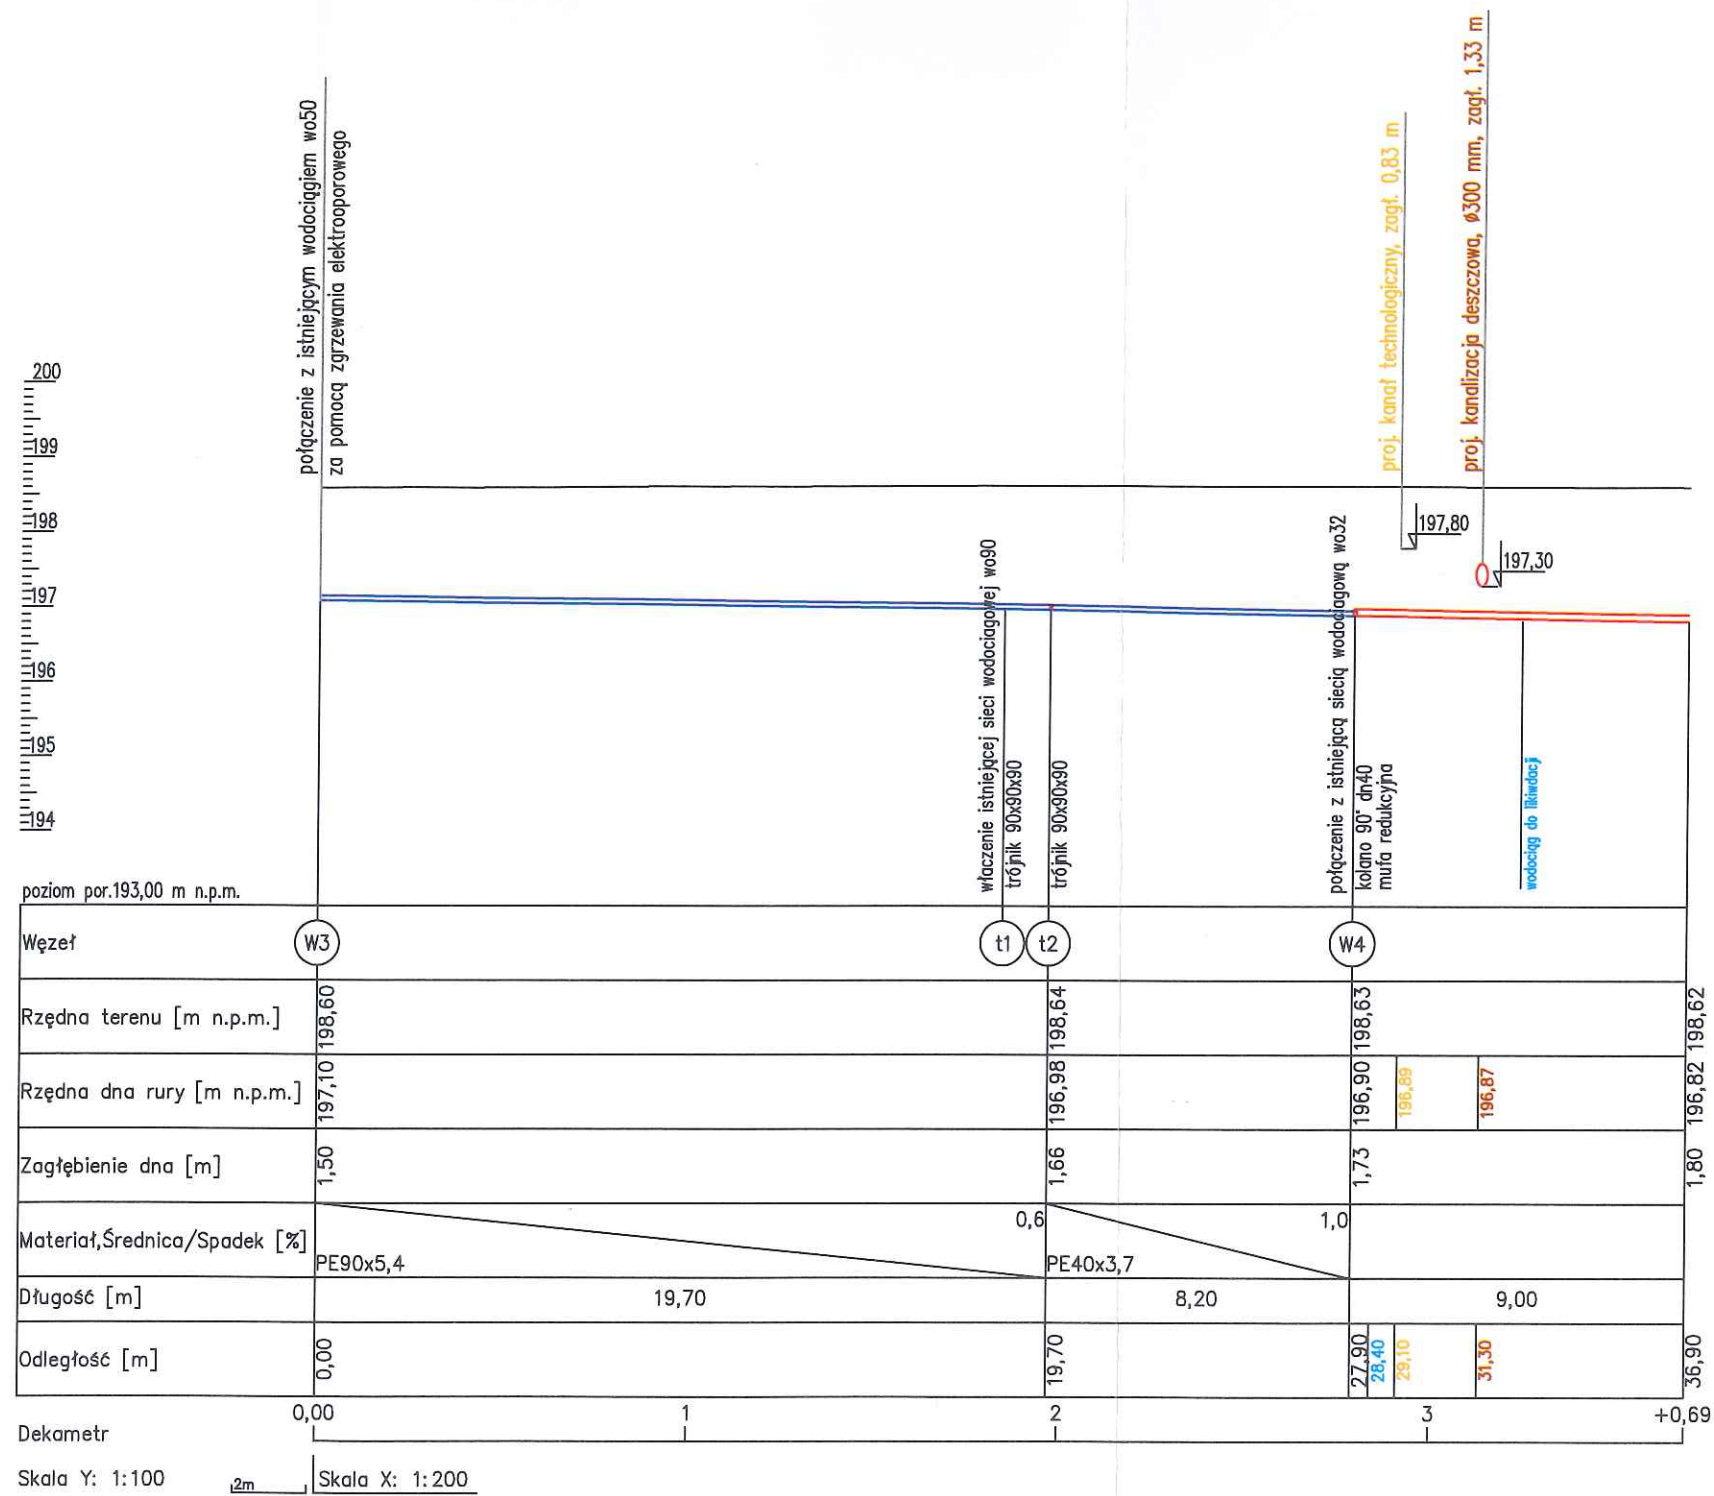 połączenie z istniejącym wodociągiem wo50
za pomocą zgrzewania elektrooporowego
proj. kanał technologiczny, zagł. 0,83 m
proj. kanalizacja deszczowa, ø300 mm, zagł. 1,33 m
200
199
198
197
196
195
194
197,80
197,30
właczenie istniejącej sieci wodociagowej wo90
trójnik 90x90x90
trójnik 90x90x90
połączenie z istniejącą siecią wodociagową wo32
kolano 90° dn40
mufa redukcyjna
wodociąg do likiwdacji
poziom por.193,00 m n.p.m.
Węzeł W3 t1 t2 W4
Rzędna terenu [m n.p.m.] 198,60 198,64 198,63 198,62
Rzędna dna rury [m n.p.m.] 197,10 196,98 196,90 196,89 196,87 196,82
Zagłębienie dna [m] 1,50 1,66 1,73 1,80
Materiał,Średnica/Spadek [%] PE90x5,4 0,6 PE40x3,7 1,0
Długość [m] 19,70 8,20 9,00
Odległość [m] 0,00 19,70 27,90 28,40 29,10 31,30 36,90
Dekametr 0,00 1 2 3 +0,69
Skala Y: 1:100 2m Skala X: 1:200